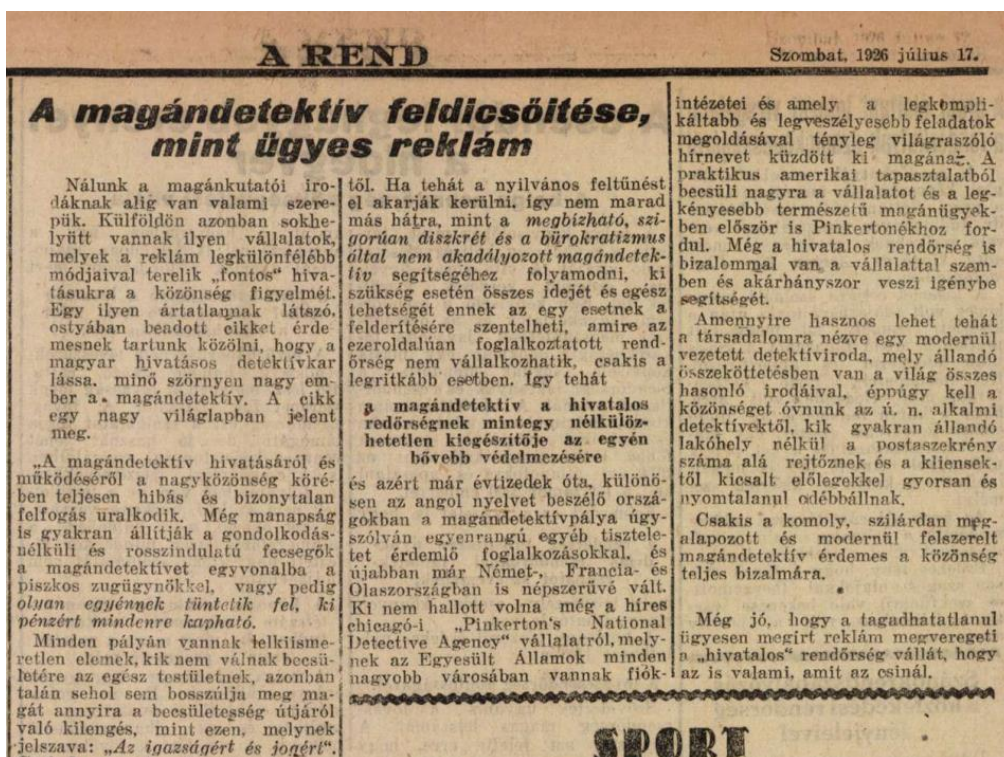 A REND
Szombat, 1926 július 17.
A magándetektív feldicsőitése,
mint ügyes reklám
Nálunk a magánkutatói iro-
dáknak alig van valami szere-
pük. Külföldön azonban sokhe-
lyütt vannak ilyen vállalatok,
melyek a reklám legkülönfélébb
módjaival terelik „fontos" hiva-
tásukra a közönség figyelmét.
Egy ilyen ártatlannak látszó,
ostyában beadott cikket érde
mesnek tartunk közölni, hogy a
magyar hivatásos detektívkar
lássa, minő szörnyen nagy em-
ber a magándetektív. A cikk
egy nagy világlapban jelent
meg.
„A magándetektív hivatásáról és
működéséről a nagyközönség köré-
ben teljesen hibás és bizonytalan
felfogás uralkodik. Még manapság
is gyakran állítják a gondolkodás-
nélküli és rosszindulatú fecsegők
a magándetektívet egyvonalba a
piszkos zugügynökkel, vagy pedig
olyan egyénnek tüntetik fel, ki
pénzért mindenre kapható.
Minden pályán vannak lelkiisme-
retlen elemek, kik nem válnak becsü-
letére az egész testületnek, azonban
talán sehol sem bosszúlja meg ma-
gát annyira a becsületesség útjáról
való kilengés, mint ezen, melynek
jelszava: „Az igazságért és jogért".
től. Ha tehát a nyilvános feltűnést
el akarják kerülni, így nem marad
más hátra, mint a megbízható, szi-
gorúan diszkrét és a bürokratizmus
által nem akadályozott magándetek-
tív segítségéhez folyamodni, ki
szükség esetén összes idejét és egész
tehetségét ennek az egy esetnek a
felderítésére szentelheti, amire az
ezeroldalúan foglalkoztatott rend-
őrség nem vállalkozhatik, csakis a
legritkább esetben. Így tehát
a magándetektív a hivatalos
redőrségnek mintegy nélkülöz-
hetetlen kiegészítője az egyén
bővebb védelmezésére
és azért már évtizedek óta, különö-
sen az angol nyelvet beszélő orszá-
gokban a magándetektívpálya úgy-
szólván egyenrangú egyéb tisztele-
tet érdemlő foglalkozásokkal, és
újabban már Német-, Francia- és
Olaszországban is népszerűvé vált.
Ki nem hallott volna még a híres
chicagó-i „Pinkerton's National
Detective Agency" vállalatról, mely-
nek az Egyesült Államok minden
nagyobb városában vannak fiók-
intézetei és amely a legkompli-
káltabb és legveszélyesebb feladatok
megoldásával tényleg világraszóló
hírnevet küzdött ki magának. A
praktikus amerikai tapasztalatból
becsüli nagyra a vállalatot és a leg-
kényesebb természetű magánügyek-
ben először is Pinkertonékhoz for-
dul. Még a hivatalos rendőrség is
bizalommal van a vállalattal szem-
ben és akárhányszor veszi igénybe
segítségét.
Amennyire hasznos lehet tehát
a társadalomra nézve egy modernül
vezetett detektíviroda, mely állandó
összeköttetésben van a világ összes
hasonló irodáival, éppúgy kell a
közönséget óvnunk az ú. n. alkalmi
detektívektől, kik gyakran állandó
lakóhely nélkül a postaszekrény
száma alá rejtőznek és a kliensek-
től kicsalt előlegekkel gyorsan és
nyomtalanul odébbállnak.
Csakis a komoly, szilárdan meg-
alapozott és modernül felszerelt
magándetektív érdemes a közönség
teljes bizalmára.
Még jó, hogy a tagadhatatlanul
ügyesen megírt reklám megveregeti
a „hivatalos" rendőrség vállát, hogy
az is valami, amit az csinál.
SPORT